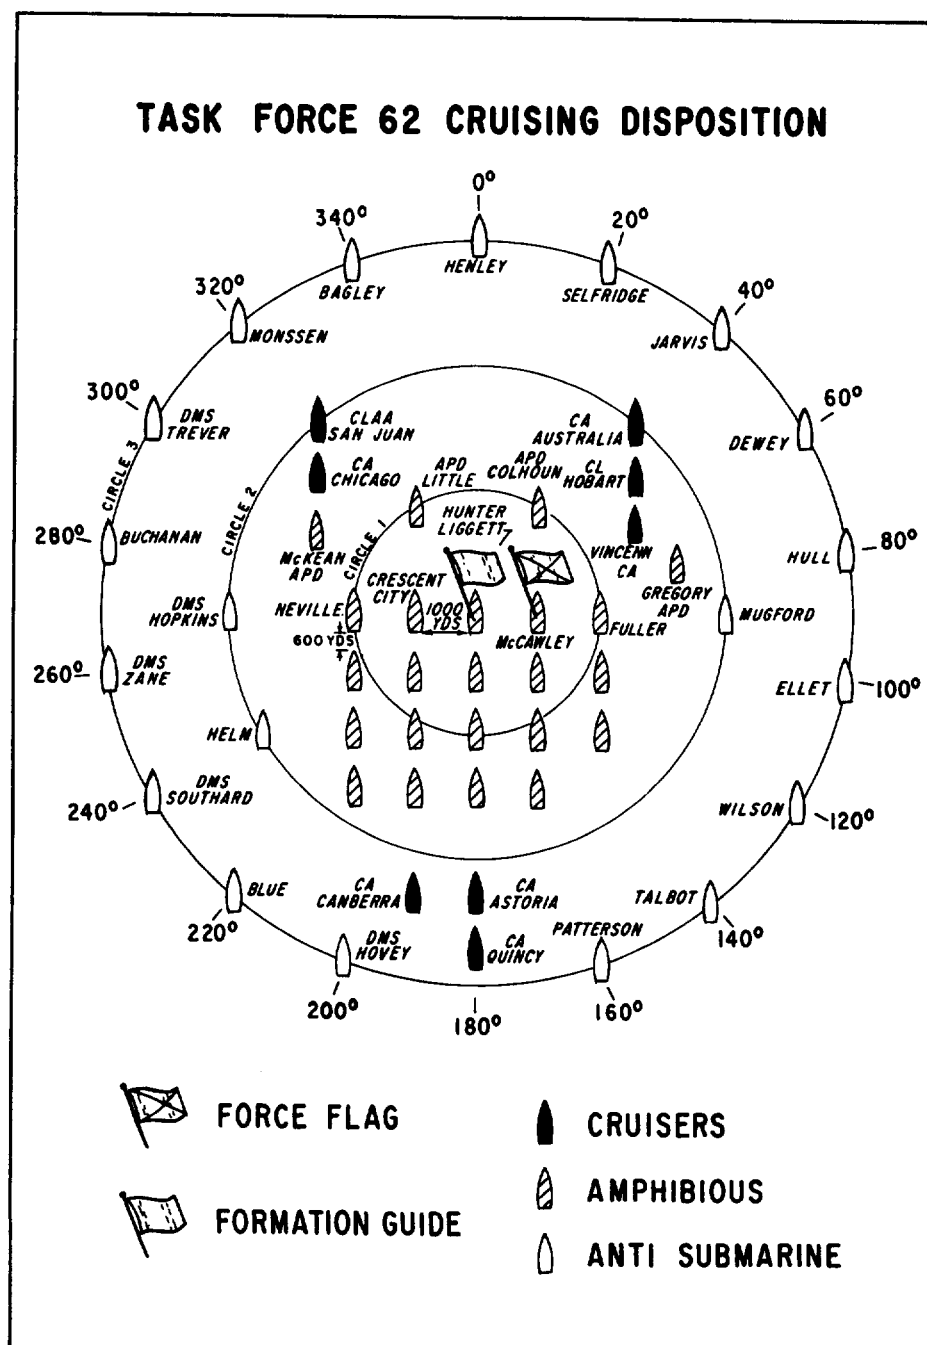 TASK FORCE 62 CRUISING DISPOSITION
0°
340°
20°
HENLEY
BAGLEY
SELFRIDGE
320°
40°
MONSSEN
JARVIS
300°
60°
DMS
TREVER
CLAA
SAN JUAN
CA
AUSTRALIA
DEWEY
CIRCLE 3
CIRCLE 2
CIRCLE 1
CA
CHICAGO
APD
LITTLE
APD
COLHOUN
CL
HOBART
HUNTER
LIGGETT
280°
BUCHANAN
80°
HULL
McKEAN
APD
VINCENN
CA
CRESCENT
CITY
GREGORY
APD
DMS
HOPKINS
NEVILLE
1000
YDS
McCAWLEY
FULLER
MUGFORD
600 YDS
260°
DMS
ZANE
ELLET
100°
HELM
240°
DMS
SOUTHARD
WILSON
120°
BLUE
220°
CA
CANBERRA
CA
ASTORIA
TALBOT
140°
DMS
HOVEY
CA
QUINCY
PATTERSON
200°
180°
160°
FORCE FLAG
FORMATION GUIDE
CRUISERS
AMPHIBIOUS
ANTI SUBMARINE